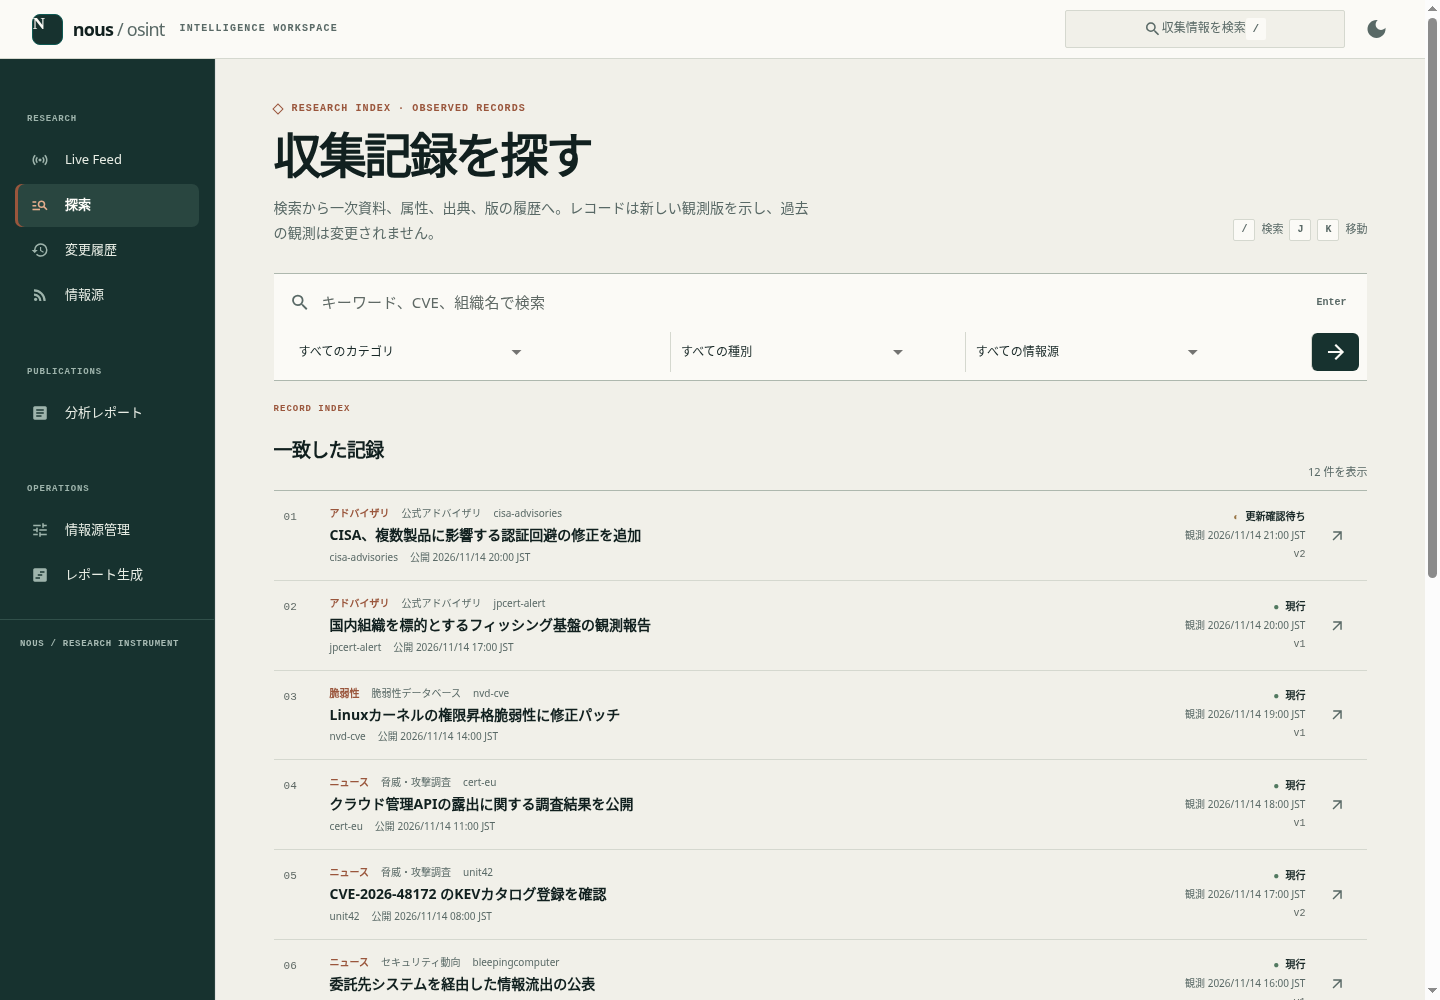 N
nous / osint INTELLIGENCE WORKSPACE
収集情報を検索 /
RESEARCH
Live Feed
探索
変更履歴
情報源
PUBLICATIONS
分析レポート
OPERATIONS
情報源管理
レポート生成
NOUS / RESEARCH INSTRUMENT
RESEARCH INDEX · OBSERVED RECORDS
収集記録を探す
検索から一次資料、属性、出典、版の履歴へ。レコードは新しい観測版を示し、過去
の観測は変更されません。
/ 検索 J K 移動
キーワード、CVE、組織名で検索 Enter
すべてのカテゴリ すべての種別 すべての情報源
RECORD INDEX
一致した記録
12 件を表示
01 アドバイザリ 公式アドバイザリ cisa-advisories
CISA、複数製品に影響する認証回避の修正を追加
cisa-advisories 公開 2026/11/14 20:00 JST
更新確認待ち
観測 2026/11/14 21:00 JST
v2
02 アドバイザリ 公式アドバイザリ jpcert-alert
国内組織を標的とするフィッシング基盤の観測報告
jpcert-alert 公開 2026/11/14 17:00 JST
現行
観測 2026/11/14 20:00 JST
v1
03 脆弱性 脆弱性データベース nvd-cve
Linuxカーネルの権限昇格脆弱性に修正パッチ
nvd-cve 公開 2026/11/14 14:00 JST
現行
観測 2026/11/14 19:00 JST
v1
04 ニュース 脅威・攻撃調査 cert-eu
クラウド管理APIの露出に関する調査結果を公開
cert-eu 公開 2026/11/14 11:00 JST
現行
観測 2026/11/14 18:00 JST
v1
05 ニュース 脅威・攻撃調査 unit42
CVE-2026-48172 のKEVカタログ登録を確認
unit42 公開 2026/11/14 08:00 JST
現行
観測 2026/11/14 17:00 JST
v2
06 ニュース セキュリティ動向 bleepingcomputer
委託先システムを経由した情報流出の公表
現行
観測 2026/11/14 16:00 JST